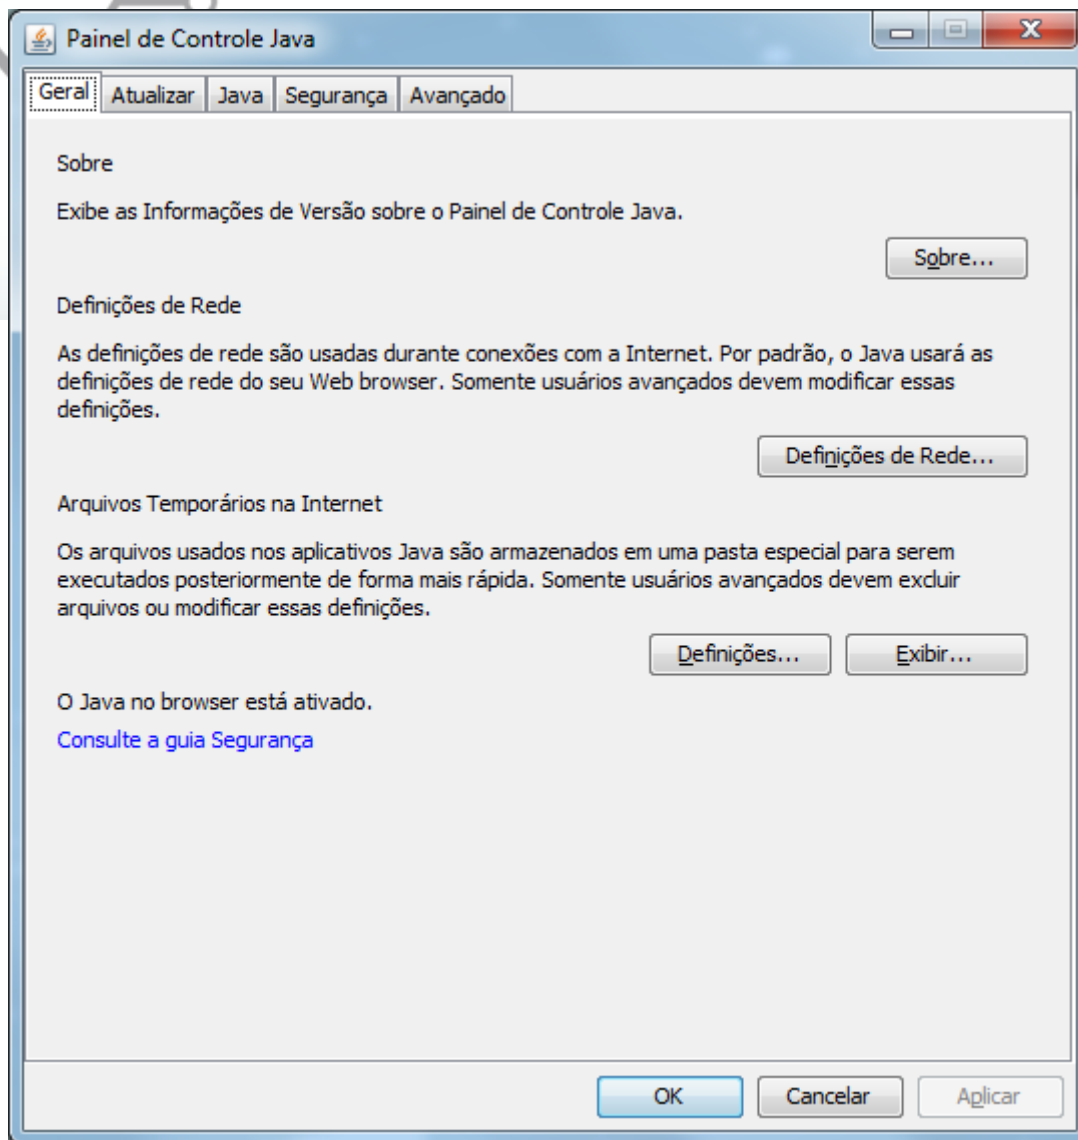 Painel de Controle Java
Geral
Atualizar
Java
Segurança
Avançado
Sobre
Exibe as Informações de Versão sobre o Painel de Controle Java.
Sobre...
Definições de Rede
As definições de rede são usadas durante conexões com a Internet. Por padrão, o Java usará as
definições de rede do seu Web browser. Somente usuários avançados devem modificar essas
definições.
Definições de Rede...
Arquivos Temporários na Internet
Os arquivos usados nos aplicativos Java são armazenados em uma pasta especial para serem
executados posteriormente de forma mais rápida. Somente usuários avançados devem excluir
arquivos ou modificar essas definições.
Definições...
Exibir...
O Java no browser está ativado.
Consulte a guia Segurança
OK
Cancelar
Aplicar